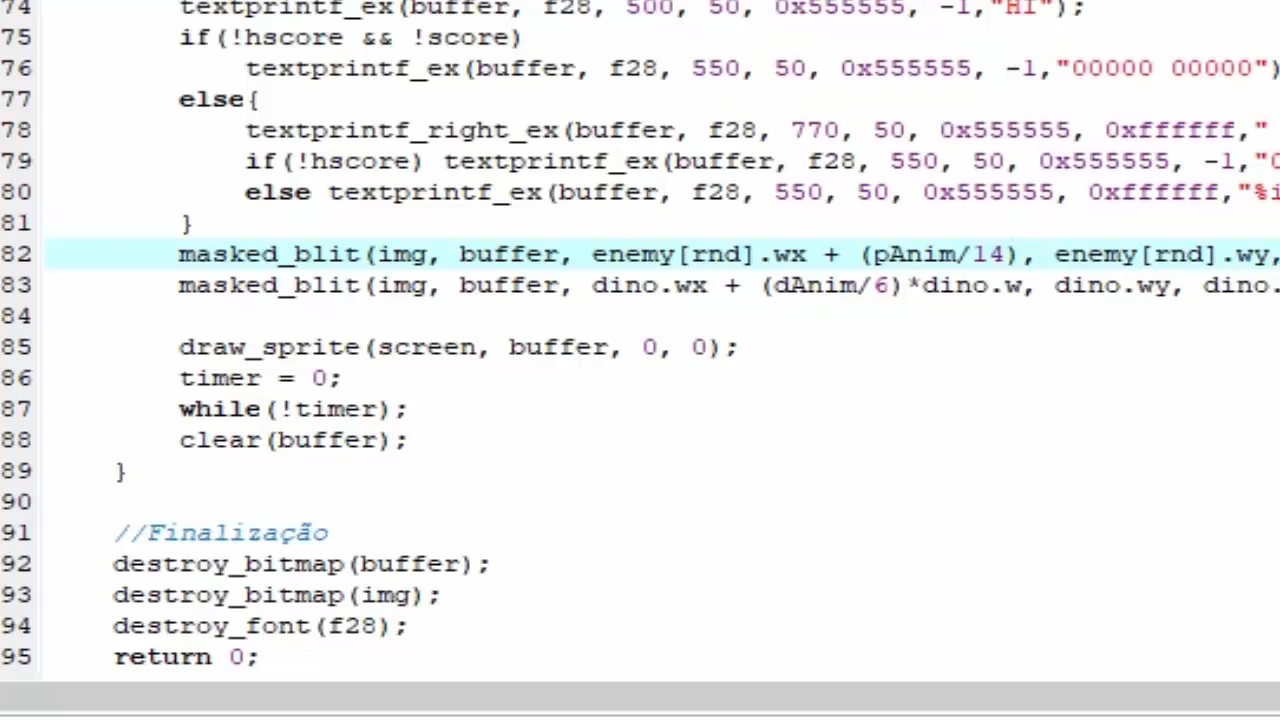 74 textprintf_ex(buffer, f28, 500, 50, 0x555555, -1,"HI");
75 if(!hscore && !score)
76 textprintf_ex(buffer, f28, 550, 50, 0x555555, -1,"00000 00000")
77 else{
78 textprintf_right_ex(buffer, f28, 770, 50, 0x555555, 0xffffff,"
79 if(!hscore) textprintf_ex(buffer, f28, 550, 50, 0x555555, -1,"0
80 else textprintf_ex(buffer, f28, 550, 50, 0x555555, 0xffffff,"%i
81 }
82 masked_blit(img, buffer, enemy[rnd].wx + (pAnim/14), enemy[rnd].wy,
83 masked_blit(img, buffer, dino.wx + (dAnim/6)*dino.w, dino.wy, dino.
84
85 draw_sprite(screen, buffer, 0, 0);
86 timer = 0;
87 while(!timer);
88 clear(buffer);
89 }
90
91 //Finalização
92 destroy_bitmap(buffer);
93 destroy_bitmap(img);
94 destroy_font(f28);
95 return 0;